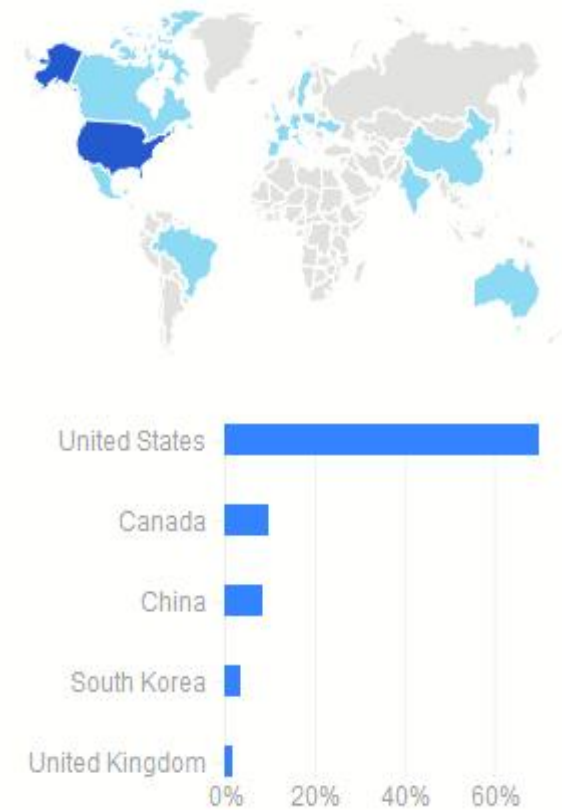 United States
Canada
China
South Korea
United Kingdom
0% 20% 40% 60%